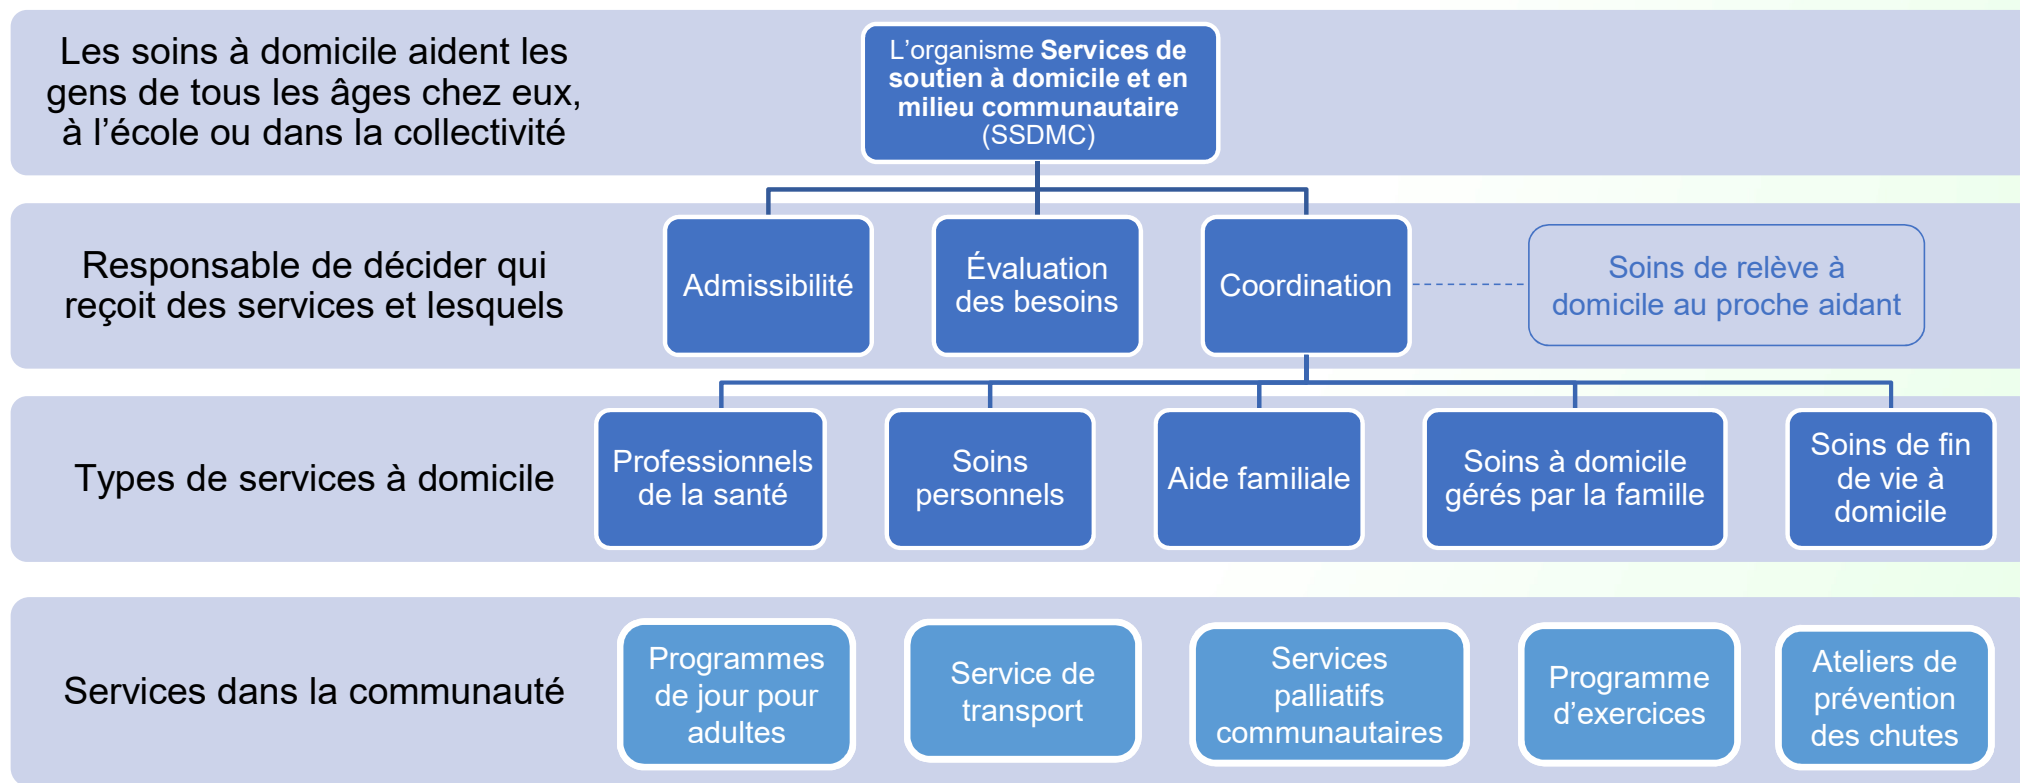 Les soins à domicile aident les
gens de tous les âges chez eux,
à l’école ou dans la collectivité
L’organisme Services de
soutien à domicile et en
milieu communautaire
(SSDMC)
Responsable de décider qui
reçoit des services et lesquels
Admissibilité
Évaluation
des besoins
Coordination
Soins de relève à
domicile au proche aidant
Types de services à domicile
Professionnels
de la santé
Soins
personnels
Aide familiale
Soins à domicile
gérés par la famille
Soins de fin
de vie à
domicile
Services dans la communauté
Programmes
de jour pour
adultes
Service de
transport
Services
palliatifs
communautaires
Programme
d’exercices
Ateliers de
prévention
des chutes